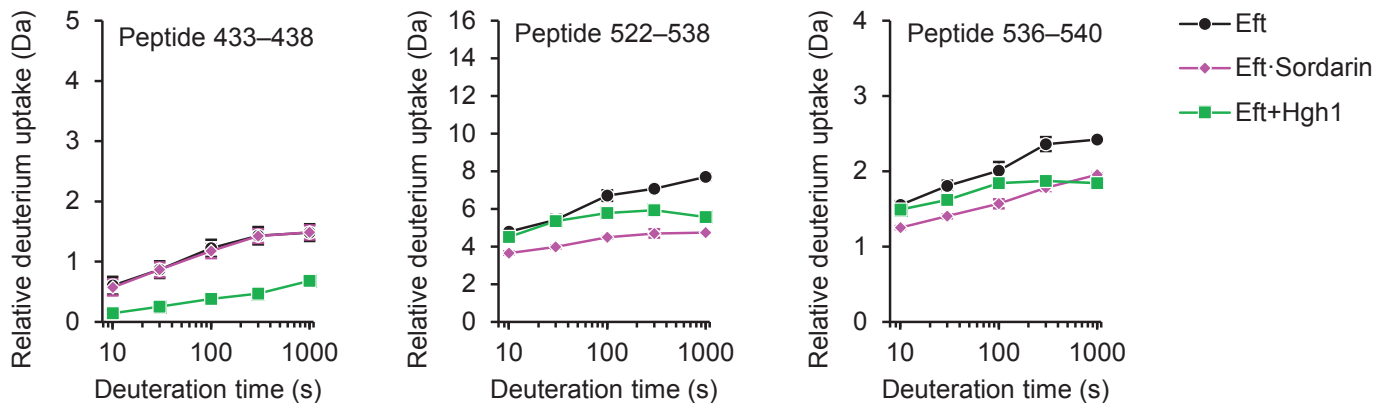 Relative deuterium uptake (Da)
5
4
3
2
1
0
Peptide 433–438
10
100
1000
Deuteration time (s)
Relative deuterium uptake (Da)
16
14
12
10
8
6
4
2
0
Peptide 522–538
10
100
1000
Deuteration time (s)
Relative deuterium uptake (Da)
4
3
2
1
0
Peptide 536–540
10
100
1000
Deuteration time (s)
Eft
Eft·Sordarin
Eft+Hgh1